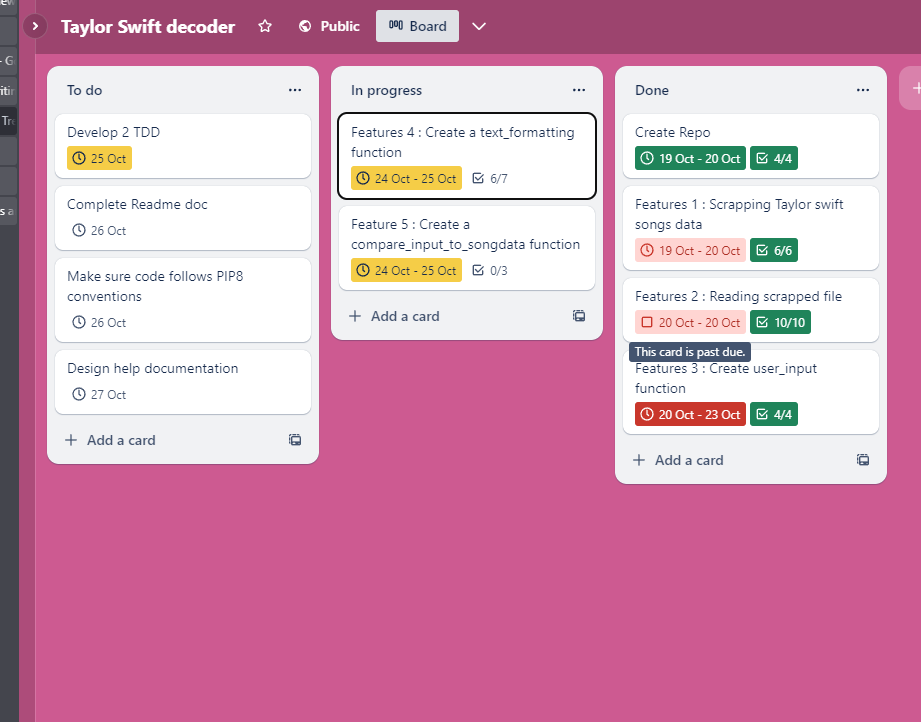 Taylor Swift decoder
Public
Board
To do
Develop 2 TDD
25 Oct
Complete Readme doc
26 Oct
Make sure code follows PIP8
conventions
26 Oct
Design help documentation
27 Oct
Add a card
In progress
Features 4 : Create a text_formatting
function
24 Oct - 25 Oct 6/7
Feature 5 : Create a
compare_input_to_songdata function
24 Oct - 25 Oct 0/3
Add a card
Done
Create Repo
19 Oct - 20 Oct 4/4
Features 1 : Scrapping Taylor swift
songs data
19 Oct - 20 Oct 6/6
Features 2 : Reading scrapped file
20 Oct - 20 Oct 10/10
This card is past due.
Features 3 : Create user_input
function
20 Oct - 23 Oct 4/4
Add a card